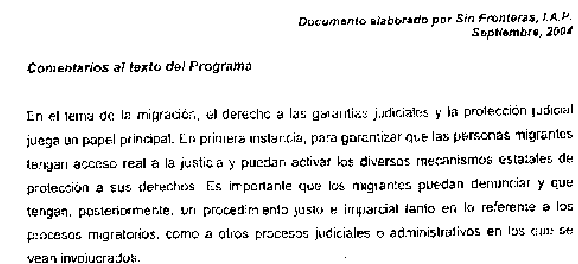 Documento elaborado por Sin Fronteras, I.A.P.
Septiembre, 2004
Comentarios al texto del Programa
En el tema de la migración, el derecho a las garantías judiciales y la protección judicial
juega un papel principal. En primera instancia, para garantizar que las personas migrantes
tengan acceso real a la justicia y puedan activar los diversos mecanismos estatales de
protección a sus derechos. Es importante que los migrantes puedan denunciar y que
tengan, posteriormente, un procedimiento justo e imparcial tanto en lo referente a los
procesos migratorios, como a otros procesos judiciales o administrativos en los que se
vean involucrados.